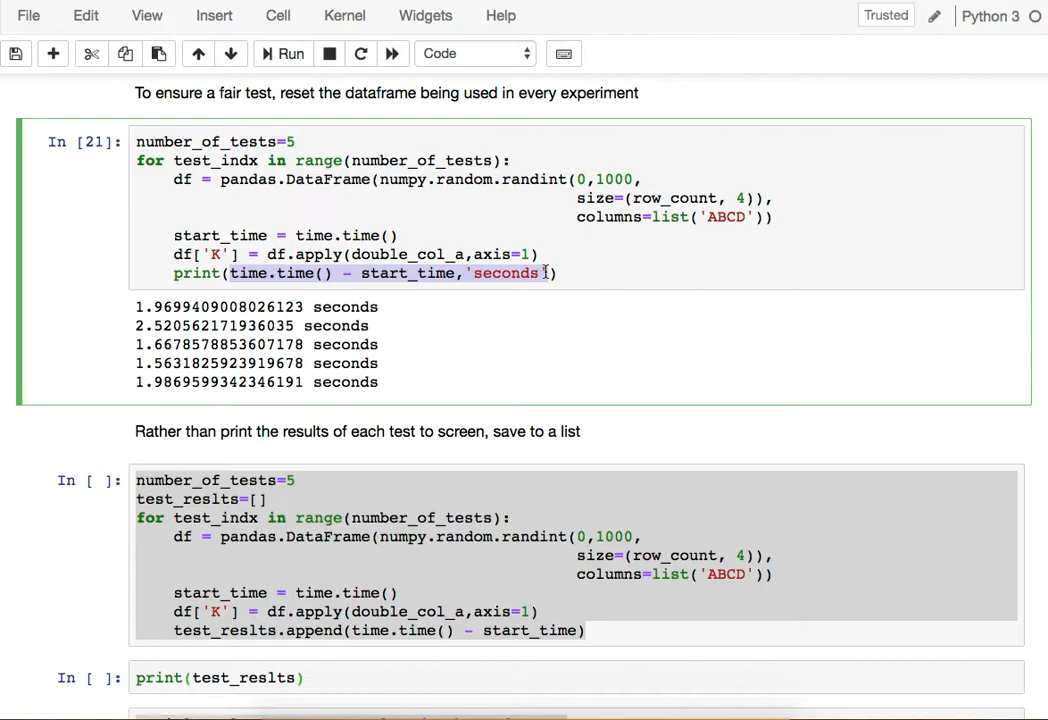 File Edit View Insert Cell Kernel Widgets Help Trusted Python 3
Run Code
To ensure a fair test, reset the dataframe being used in every experiment
In [21]: number_of_tests=5
for test_indx in range(number_of_tests):
    df = pandas.DataFrame(numpy.random.randint(0,1000,
                                               size=(row_count, 4)),
                                               columns=list('ABCD'))
    start_time = time.time()
    df['K'] = df.apply(double_col_a,axis=1)
    print(time.time() - start_time,'seconds')
1.9699409008026123 seconds
2.520562171936035 seconds
1.6678578853607178 seconds
1.5631825923919678 seconds
1.9869599342346191 seconds
Rather than print the results of each test to screen, save to a list
In [ ]: number_of_tests=5
test_reslts=[]
for test_indx in range(number_of_tests):
    df = pandas.DataFrame(numpy.random.randint(0,1000,
                                               size=(row_count, 4)),
                                               columns=list('ABCD'))
    start_time = time.time()
    df['K'] = df.apply(double_col_a,axis=1)
    test_reslts.append(time.time() - start_time)
In [ ]: print(test_reslts)